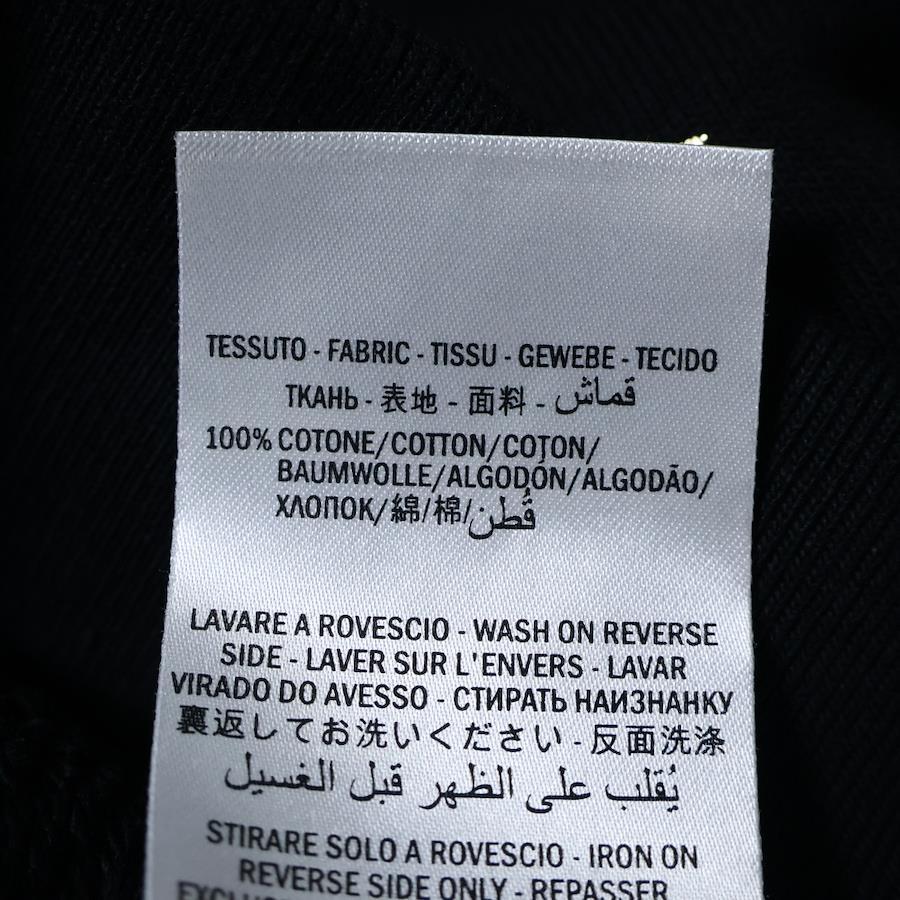 TESSUTO - FABRIC - TISSU - GEWEBE - TECIDO
ТКАНЬ - 表地 - 面料 - قماش
100% COTONE/COTTON/COTON/
BAUMWOLLE/ALGODÓN/ALGODÃO/
ХЛОПОК/綿/棉/قُطن
LAVARE A ROVESCIO - WASH ON REVERSE
SIDE - LAVER SUR L'ENVERS - LAVAR
VIRADO DO AVESSO - СТИРАТЬ НАИЗНАНКУ
裏返してお洗いください - 反面洗涤
يُقلب على الظهر قبل الغسيل
STIRARE SOLO A ROVESCIO - IRON ON
REVERSE SIDE ONLY - REPASSER